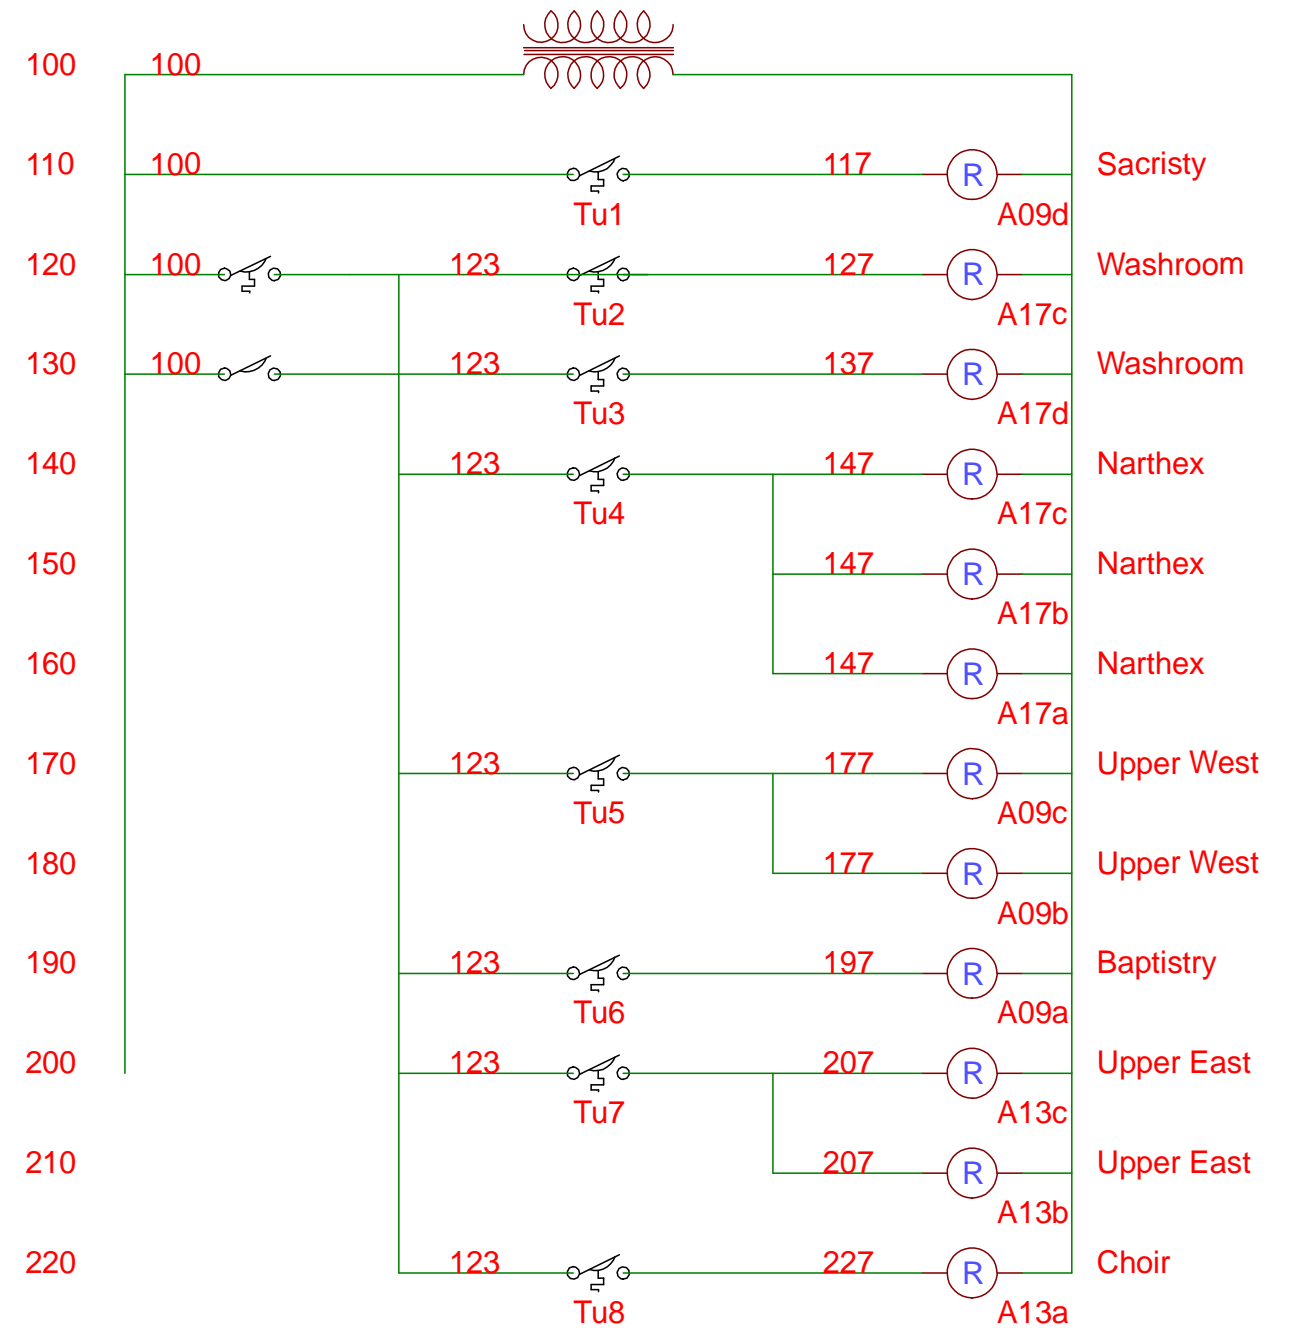 100 100
110 100 117 R Sacristy
Tu1 A09d
120 100 123 127 R Washroom
Tu2 A17c
130 100 123 137 R Washroom
Tu3 A17d
140 123 147 R Narthex
Tu4 A17c
150 147 R Narthex
A17b
160 147 R Narthex
A17a
170 123 177 R Upper West
Tu5 A09c
180 177 R Upper West
A09b
190 123 197 R Baptistry
Tu6 A09a
200 123 207 R Upper East
Tu7 A13c
210 207 R Upper East
A13b
220 123 227 R Choir
Tu8 A13a